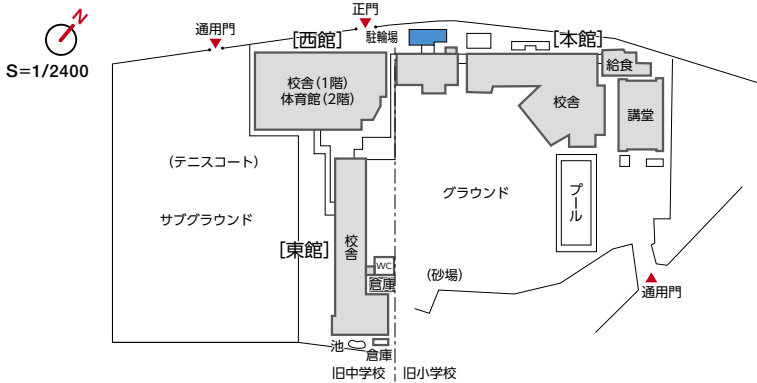 N
S=1/2400
通用門
正門
[西館]
駐輪場
[本館]
給食
校舎(1階)
体育館(2階)
校舎
講堂
(テニスコート)
サブグラウンド
グラウンド
プール
[東館]
校舎
WC
倉庫
(砂場)
通用門
池
倉庫
旧中学校
旧小学校